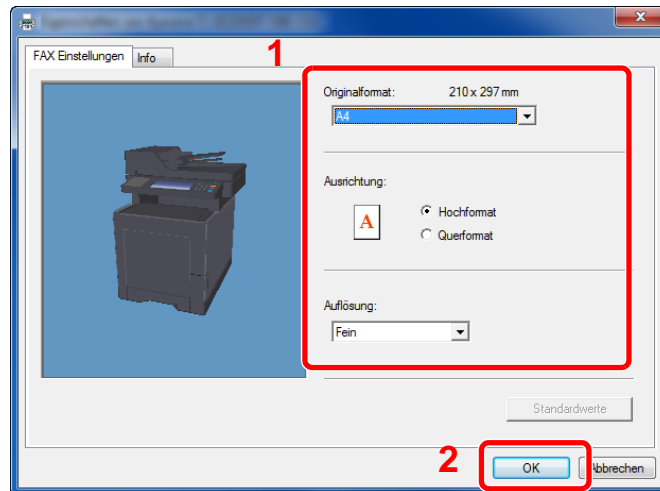 FAX Einstellungen Info
1
Originalformat: 210 x 297 mm
A4
Ausrichtung:
A
Hochformat
Querformat
Auflösung:
Fein
Standardwerte
2
OK Abbrechen